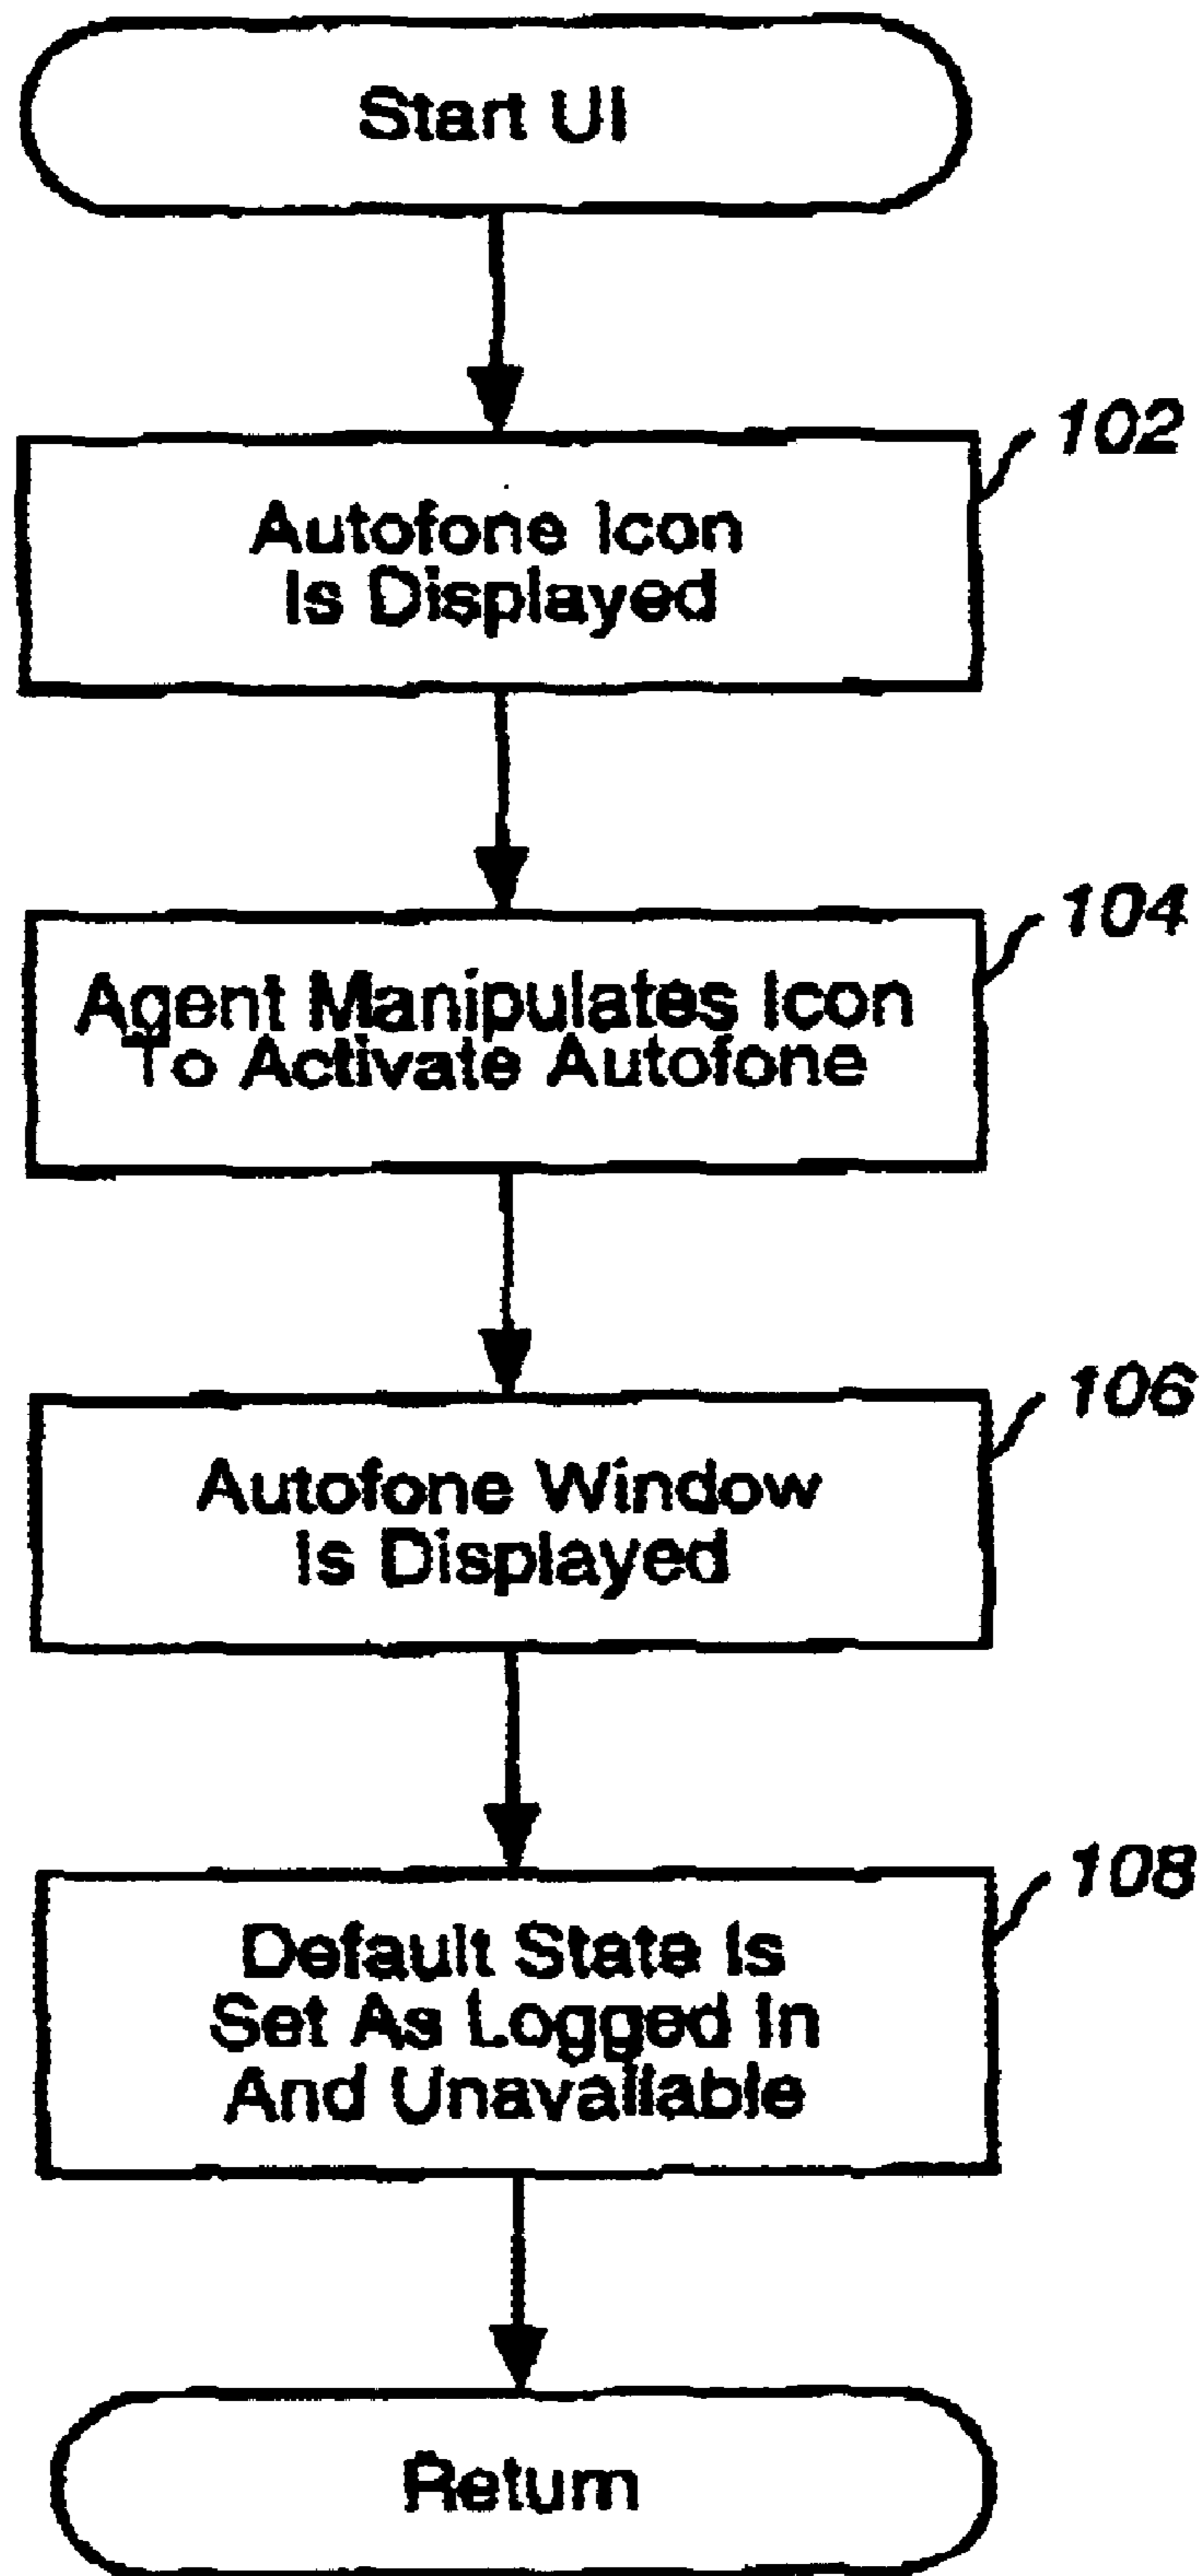 Start UI
102
Autofone Icon
Is Displayed
104
Agent Manipulates Icon
To Activate Autofone
106
Autofone Window
Is Displayed
108
Default State Is
Set As Logged In
And Unavailable
Return